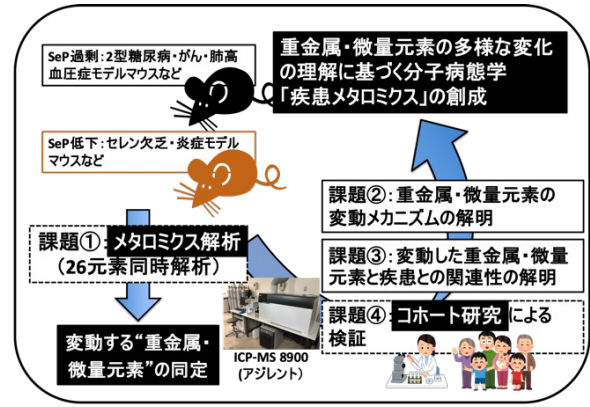 SeP過剰：2型糖尿病・がん・肺高
血圧症モデルマウスなど
重金属・微量元素の多様な変化
の理解に基づく分子病態学
「疾患メタロミクス」の創成
SeP低下：セレン欠乏・炎症モデル
マウスなど
課題①：メタロミクス解析
（26元素同時解析）
変動する“重金属・
微量元素”の同定
ICP-MS 8900
(アジレント)
課題②：重金属・微量元素の
変動メカニズムの解明
課題③：変動した重金属・微量
元素と疾患との関連性の解明
課題④：コホート研究による
検証